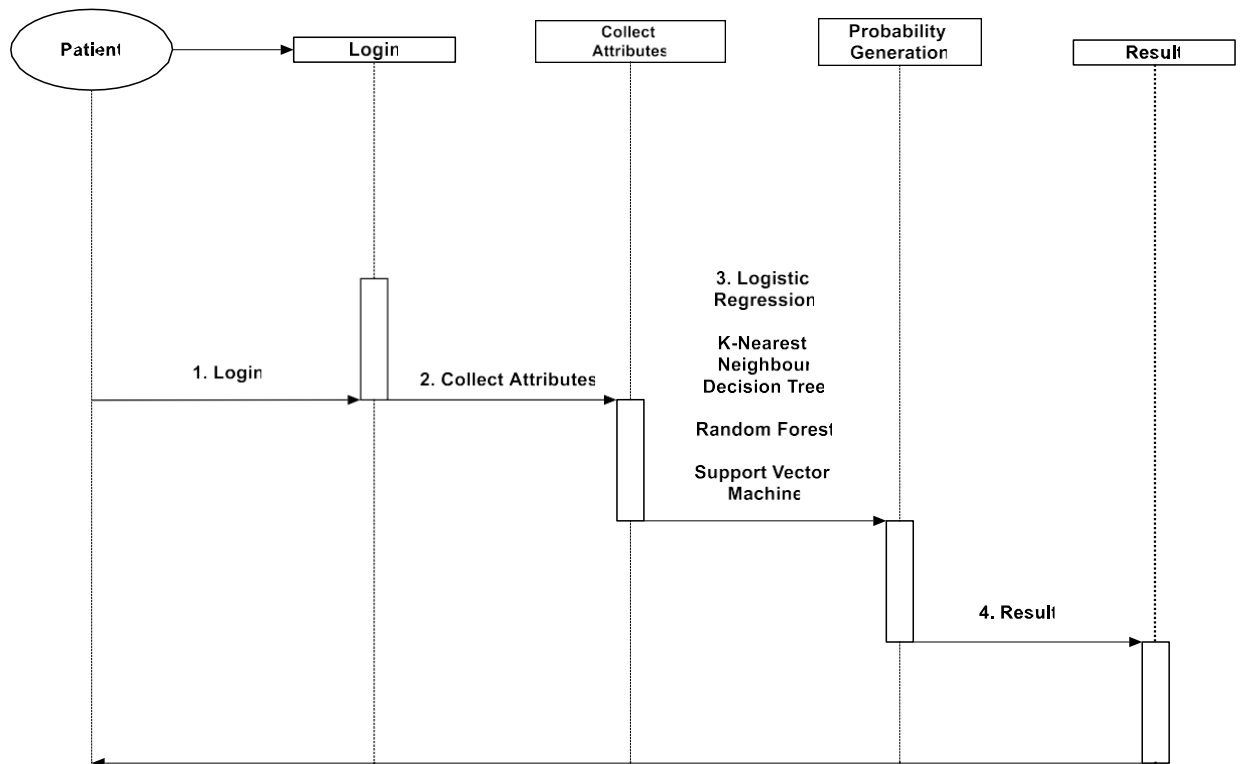 Patient
Login
Collect
Attributes
Probability
Generation
Result
3. Logistic
Regression
K-Nearest
Neighbour
Decision Tree
1. Login
2. Collect Attributes
Random Forest
Support Vector
Machine
4. Result